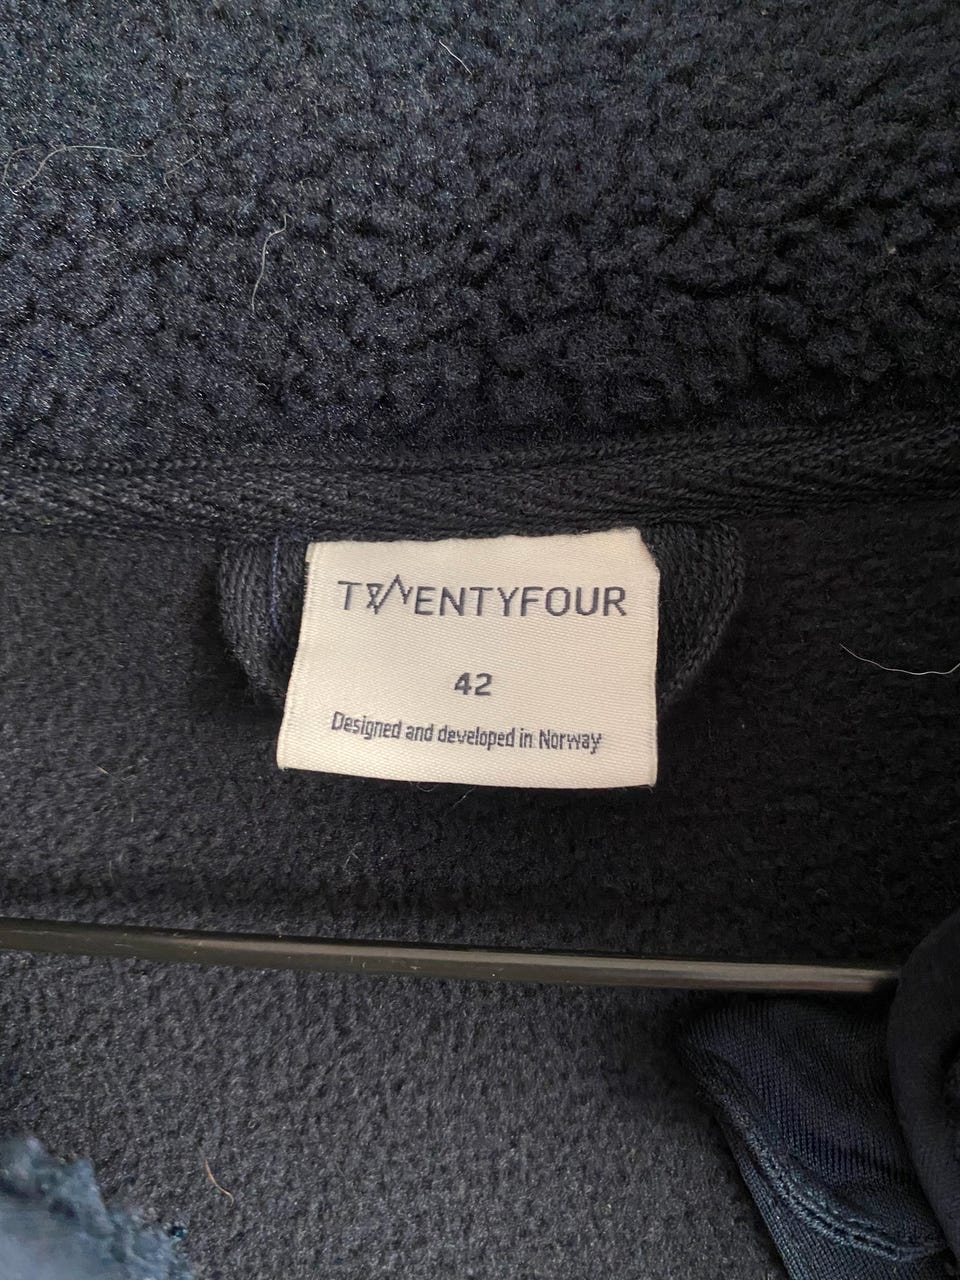 TWENTYFOUR
42
Designed and developed in Norway